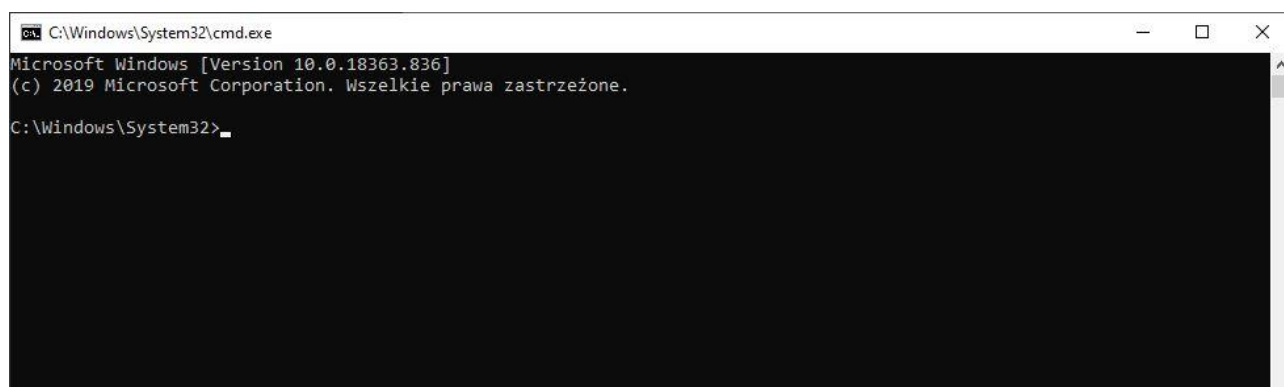 C:\Windows\System32\cmd.exe
Microsoft Windows [Version 10.0.18363.836]
(c) 2019 Microsoft Corporation. Wszelkie prawa zastrzeżone.
C:\Windows\System32>